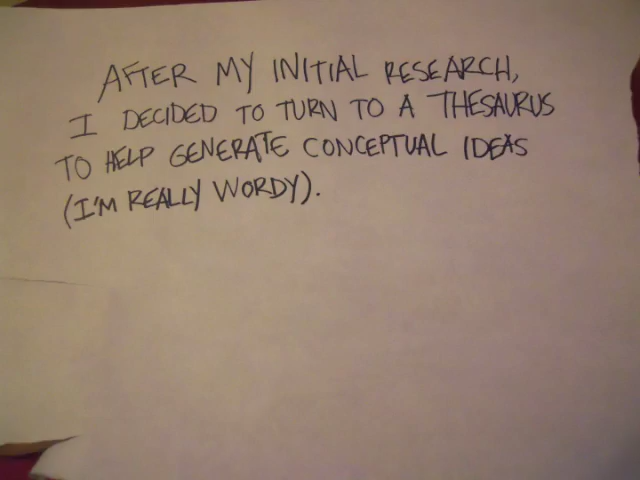 AFTER MY INITIAL RESEARCH,
I DECIDED TO TURN TO A THESAURUS
TO HELP GENERATE CONCEPTUAL IDEAS
(I'M REALLY WORDY).